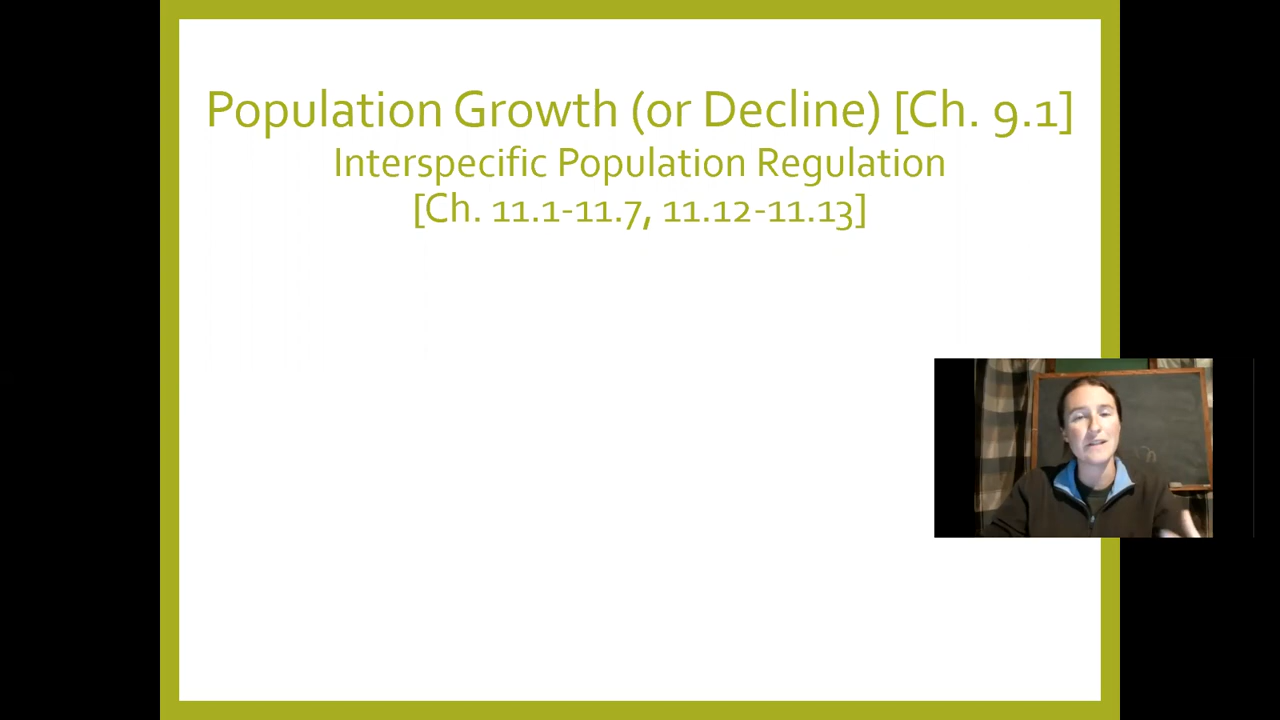 Population Growth (or Decline) [Ch. 9.1]
Interspecific Population Regulation
[Ch. 11.1-11.7, 11.12-11.13]